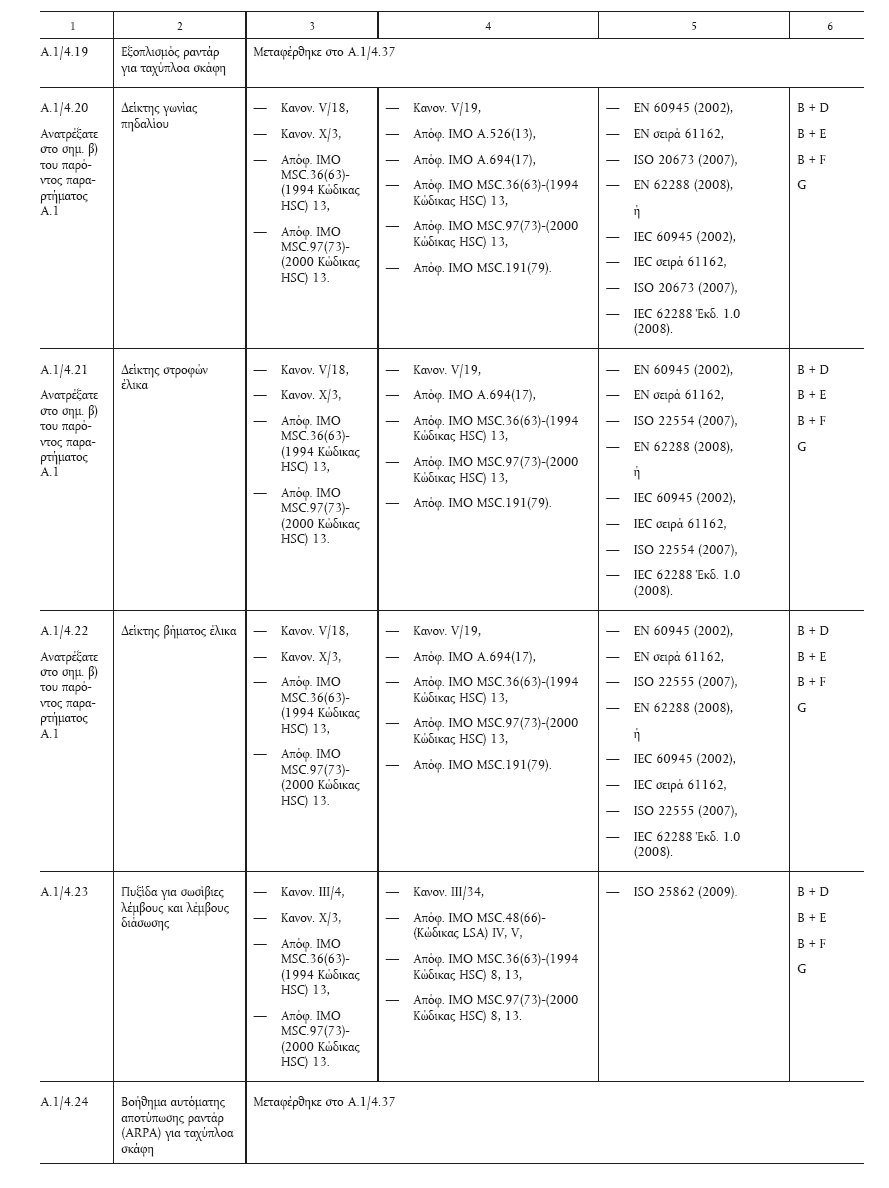 1 2 3 4 5 6
A.1/4.19
Εξοπλισμός ραντάρ
για ταχύπλοα σκάφη
Μεταφέρθηκε στο A.1/4.37
A.1/4.20
Ανατρέξατε
στο σημ. β)
του παρό-
ντος παρα-
ρτήματος
A.1
Δείκτης γωνίας
πηδαλίου
— Κανον. V/18,
— Κανον. X/3,
— Απόφ. IMO
MSC.36(63)-
(1994 Κώδικας
HSC) 13,
— Απόφ. IMO
MSC.97(73)-
(2000 Κώδικας
HSC) 13.
— Κανον. V/19,
— Απόφ. IMO A.526(13),
— Απόφ. IMO A.694(17),
— Απόφ. IMO MSC.36(63)-(1994
Κώδικας HSC) 13,
— Απόφ. IMO MSC.97(73)-(2000
Κώδικας HSC) 13,
— Απόφ. IMO MSC.191(79).
— EN 60945 (2002),
— EN σειρά 61162,
— ISO 20673 (2007),
— EN 62288 (2008),
ή
— IEC 60945 (2002),
— IEC σειρά 61162,
— ISO 20673 (2007),
— IEC 62288 Έκδ. 1.0
(2008).
B + D
B + E
B + F
G
A.1/4.21
Ανατρέξατε
στο σημ. β)
του παρό-
ντος παρα-
ρτήματος
A.1
Δείκτης στροφών
έλικα
— Κανον. V/18,
— Κανον. X/3,
— Απόφ. IMO
MSC.36(63)-
(1994 Κώδικας
HSC) 13,
— Απόφ. IMO
MSC.97(73)-
(2000 Κώδικας
HSC) 13.
— Κανον. V/19,
— Απόφ. IMO A.694(17),
— Απόφ. IMO MSC.36(63)-(1994
Κώδικας HSC) 13,
— Απόφ. IMO MSC.97(73)-(2000
Κώδικας HSC) 13,
— Απόφ. IMO MSC.191(79).
— EN 60945 (2002),
— EN σειρά 61162,
— ISO 22554 (2007),
— EN 62288 (2008),
ή
— IEC 60945 (2002),
— IEC σειρά 61162,
— ISO 22554 (2007),
— IEC 62288 Έκδ. 1.0
(2008).
B + D
B + E
B + F
G
A.1/4.22
Ανατρέξατε
στο σημ. β)
του παρό-
ντος παρα-
ρτήματος
A.1
Δείκτης βήματος έλικα
— Κανον. V/18,
— Κανον. X/3,
— Απόφ. IMO
MSC.36(63)-
(1994 Κώδικας
HSC) 13,
— Απόφ. IMO
MSC.97(73)-
(2000 Κώδικας
HSC) 13.
— Κανον. V/19,
— Απόφ. IMO A.694(17),
— Απόφ. IMO MSC.36(63)-(1994
Κώδικας HSC) 13,
— Απόφ. IMO MSC.97(73)-(2000
Κώδικας HSC) 13,
— Απόφ. IMO MSC.191(79).
— EN 60945 (2002),
— EN σειρά 61162,
— ISO 22555 (2007),
— EN 62288 (2008),
ή
— IEC 60945 (2002),
— IEC σειρά 61162,
— ISO 22555 (2007),
— IEC 62288 Έκδ. 1.0
(2008).
B + D
B + E
B + F
G
A.1/4.23
Πυξίδα για σωσίβιες
λέμβους και λέμβους
διάσωσης
— Κανον. III/4,
— Κανον. X/3,
— Απόφ. IMO
MSC.36(63)-
(1994 Κώδικας
HSC) 13,
— Απόφ. IMO
MSC.97(73)-
(2000 Κώδικας
HSC) 13.
— Κανον. III/34,
— Απόφ. IMO MSC.48(66)-
(Κώδικας LSA) IV, V,
— Απόφ. IMO MSC.36(63)-(1994
Κώδικας HSC) 8, 13,
— Απόφ. IMO MSC.97(73)-(2000
Κώδικας HSC) 8, 13.
— ISO 25862 (2009).
B + D
B + E
B + F
G
A.1/4.24
Βοήθημα αυτόματης
αποτύπωσης ραντάρ
(ARPA) για ταχύπλοα
σκάφη
Μεταφέρθηκε στο A.1/4.37